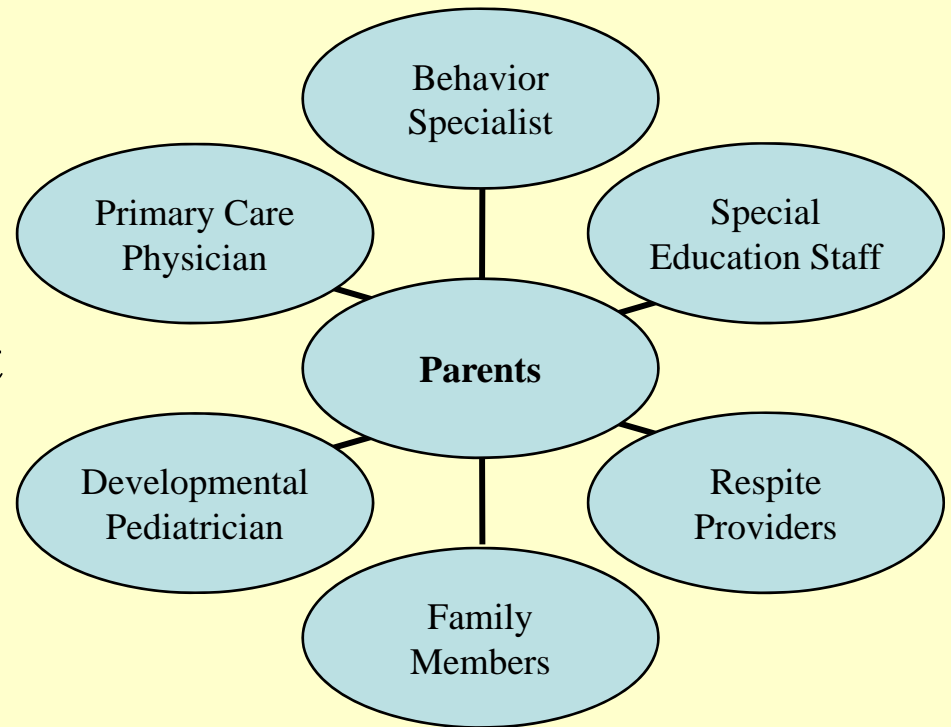 Behavior
Specialist
Primary Care
Physician
Special
Education Staff
Parents
Developmental
Pediatrician
Respite
Providers
Family
Members